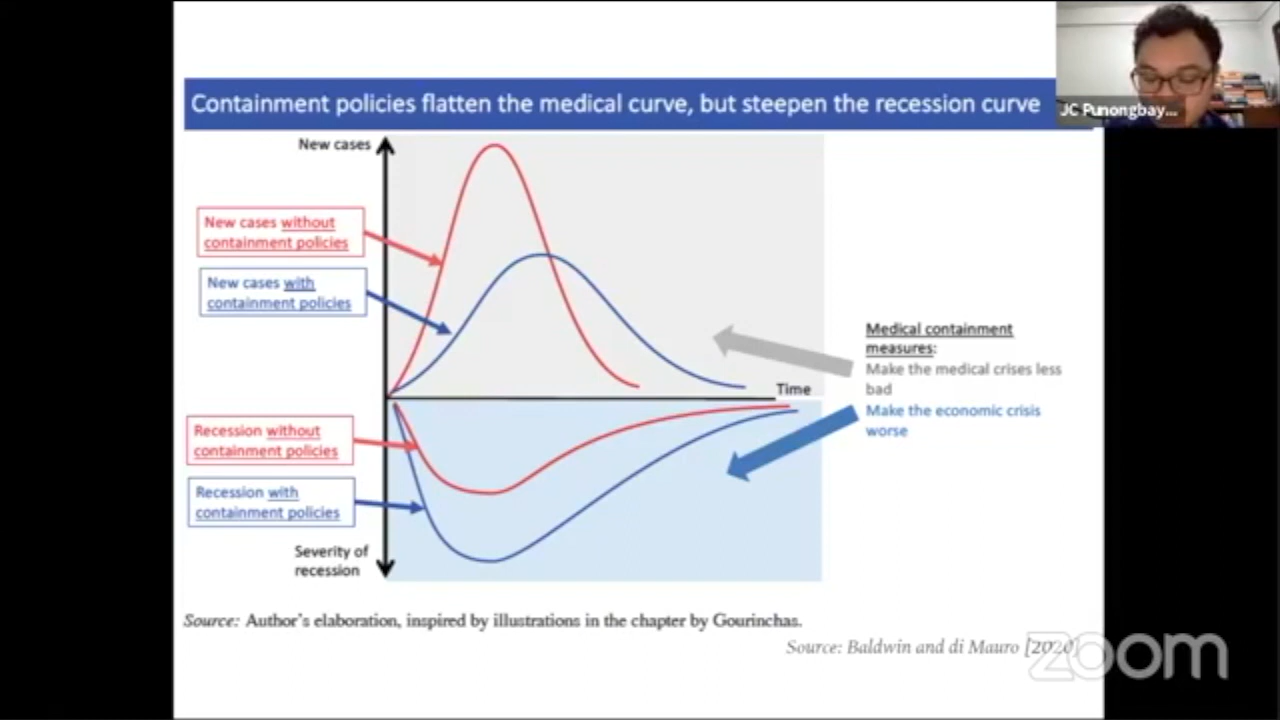 Containment policies flatten the medical curve, but steepen the recession curve
JC Punongbay...
New cases
New cases without
containment policies
New cases with
containment policies
Medical containment
measures:
Make the medical crises less
bad
Make the economic crisis
worse
Time
Recession without
containment policies
Recession with
containment policies
Severity of
recession
Source: Author's elaboration, inspired by illustrations in the chapter by Gourinchas.
Source: Baldwin and di Mauro [2020]
zoom